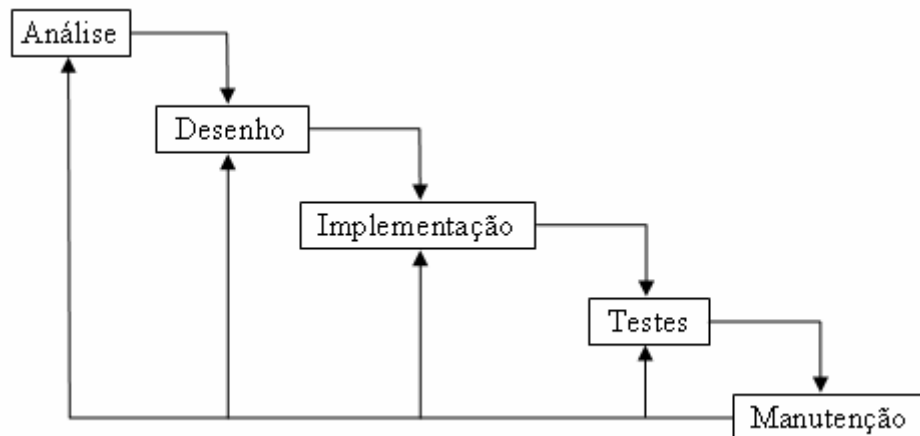 Análise
Desenho
Implementação
Testes
Manutenção